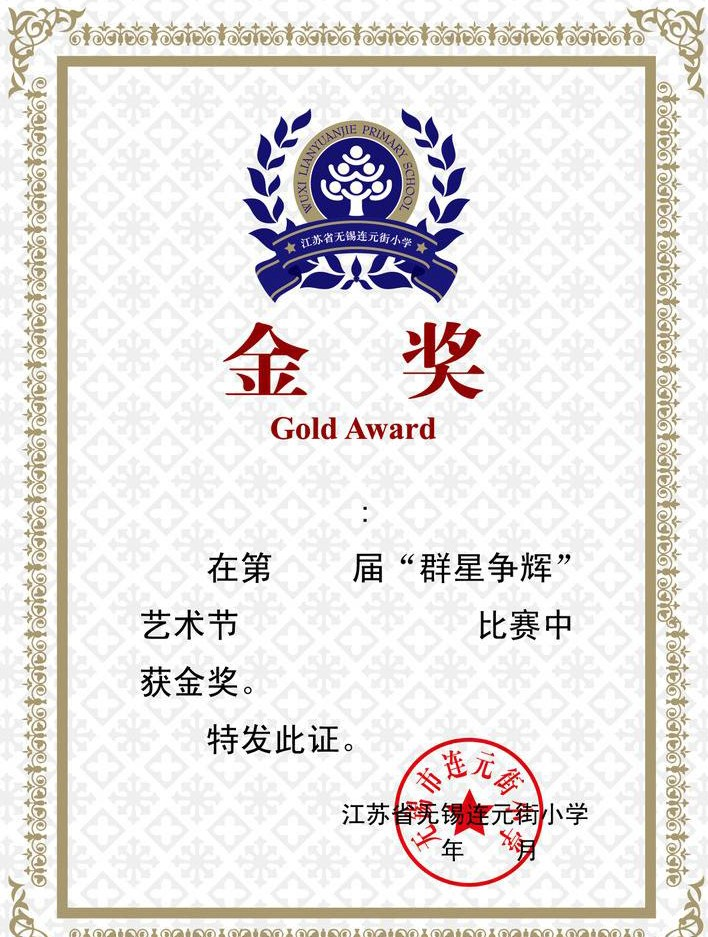 WUXI LIANYUANJIE PRIMARY SCHOOL
江苏省无锡连元街小学
金 奖
Gold Award
:
在第 届“群星争辉”
艺术节 比赛中
获金奖。
特发此证。
无锡市连元街小学
江苏省无锡连元街小学
年 月